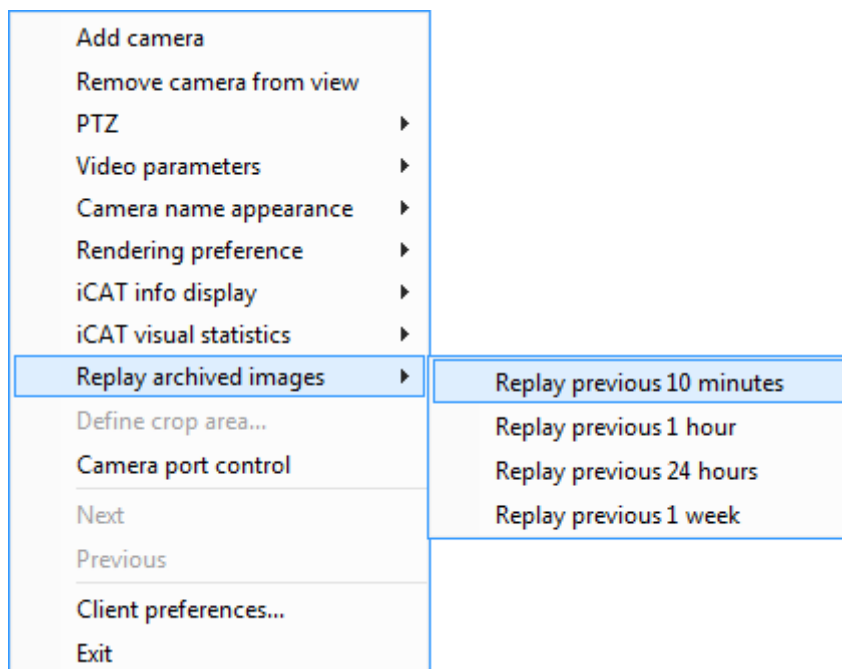 Add camera
Remove camera from view
PTZ
Video parameters
Camera name appearance
Rendering preference
iCAT info display
iCAT visual statistics
Replay archived images
Define crop area...
Camera port control
Next
Previous
Client preferences...
Exit
Replay previous 10 minutes
Replay previous 1 hour
Replay previous 24 hours
Replay previous 1 week